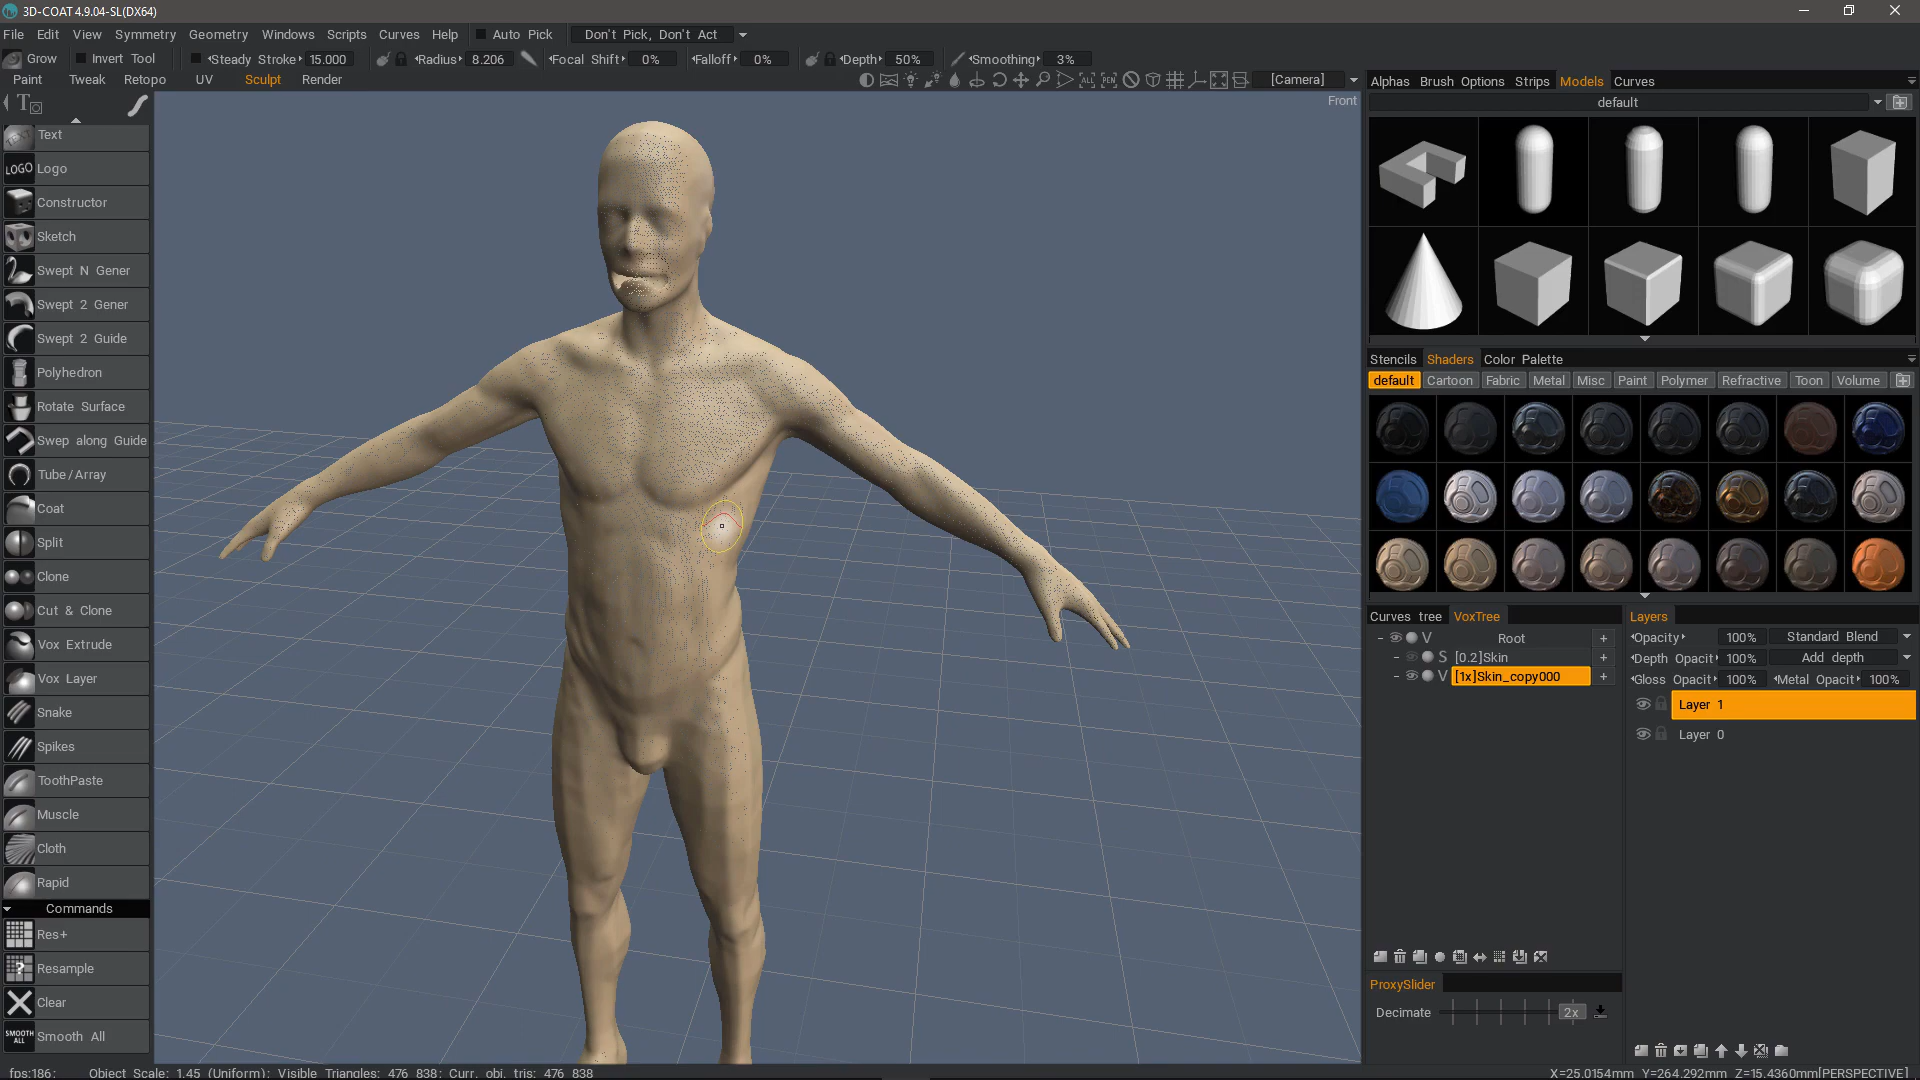 3D-COAT 4.9.04-SL(DX64)
File Edit View Symmetry Geometry Windows Scripts Curves Help Auto Pick Don't Pick, Don't Act
Grow Invert Tool Steady Stroke 15.000 Radius 8.206 Focal Shift 0% Falloff 0% Depth 50% Smoothing 3%
Paint Tweak Retopo UV Sculpt Render [Camera]
Front
Text
LOGO Logo
Constructor
Sketch
Swept N Gener
Swept 2 Gener
Swept 2 Guide
Polyhedron
Rotate Surface
Swep along Guide
Tube/Array
Coat
Split
Clone
Cut & Clone
Vox Extrude
Vox Layer
Snake
Spikes
ToothPaste
Muscle
Cloth
Rapid
Commands
Res+
Resample
Clear
SMOOTH ALL Smooth All
Alphas Brush Options Strips Models Curves
default
Stencils Shaders Color Palette
default Cartoon Fabric Metal Misc Paint Polymer Refractive Toon Volume
Curves tree VoxTree
V Root +
S [0.2]Skin +
V [1x]Skin_copy000 +
ProxySlider
Decimate 2x
Layers
Opacity 100% Standard Blend
Depth Opacit 100% Add depth
Gloss Opacit 100% Metal Opacit 100%
Layer 1
Layer 0
fps:186; Object Scale: 1.45 (Uniform); Visible Triangles: 476 838; Curr. obj. tris: 476 838
X=25.0154mm Y=264.292mm Z=15.4360mm[PERSPECTIVE]